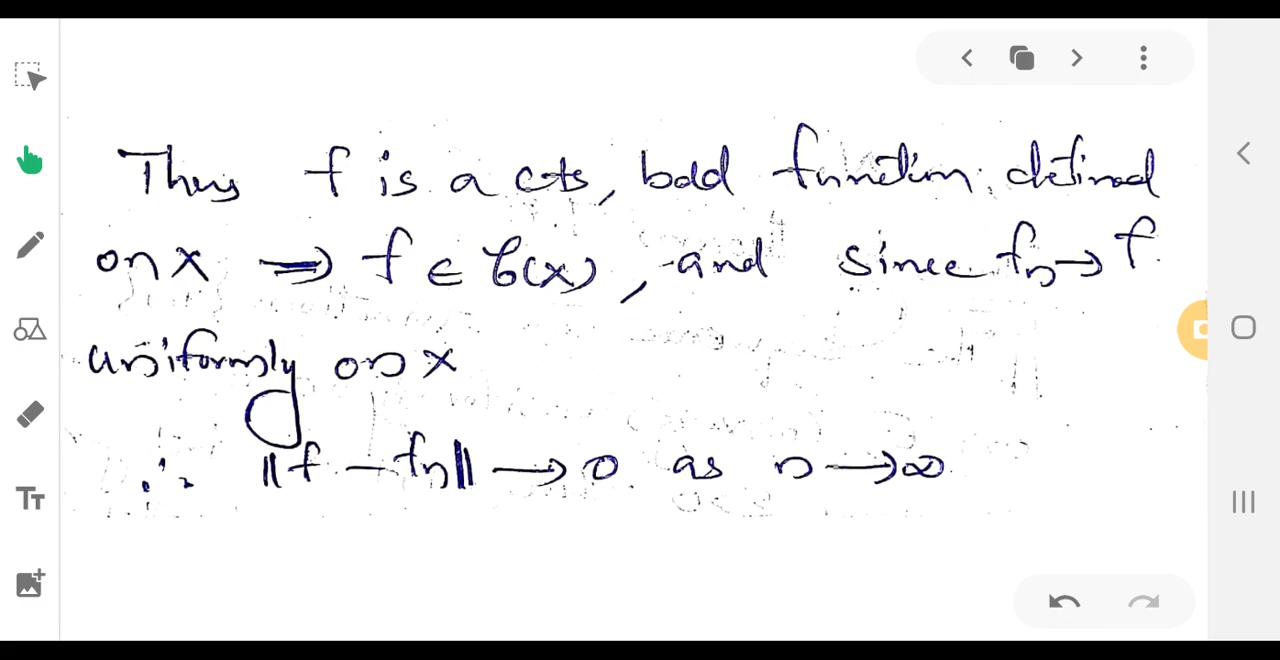 Thus f is a cts, bdd function defined
on X ⟹ f ∈ 𝒞(X), and since fn → f
uniformly on X
∴ ‖f − fn‖ → 0 as n → ∞